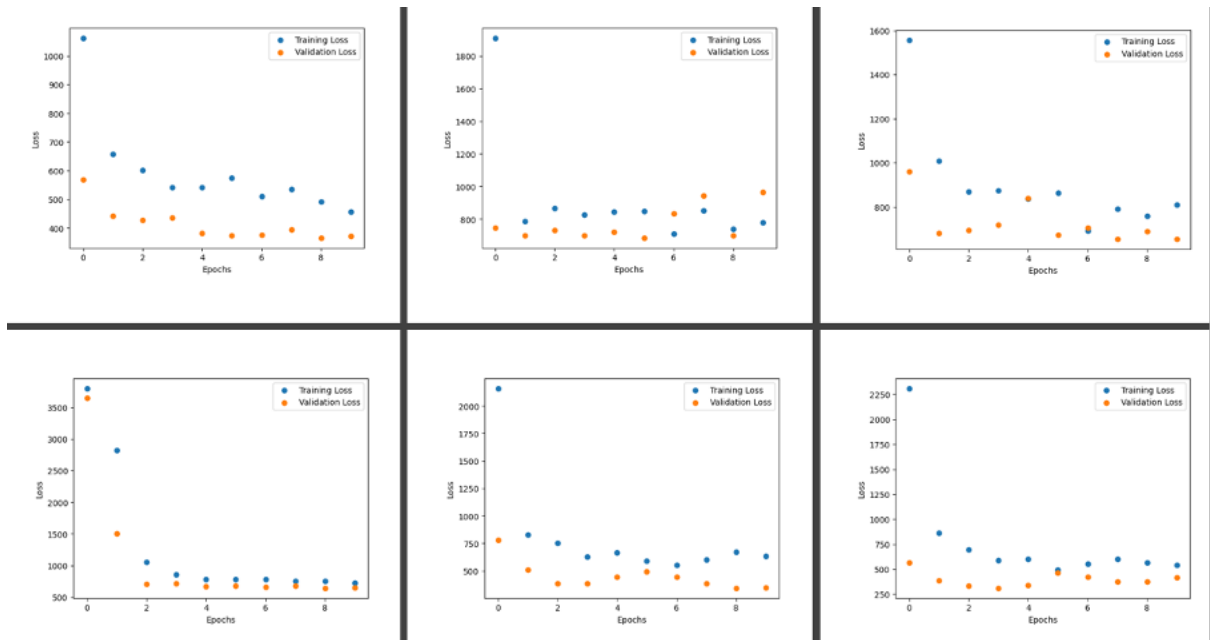 Training Loss
Validation Loss
1000
900
800
700
600
500
400
Loss
0 2 4 6 8
Epochs
Training Loss
Validation Loss
1800
1600
1400
1200
1000
800
Loss
0 2 4 6 8
Epochs
Training Loss
Validation Loss
1600
1400
1200
1000
800
Loss
0 2 4 6 8
Epochs
Training Loss
Validation Loss
3500
3000
2500
2000
1500
1000
500
Loss
0 2 4 6 8
Epochs
Training Loss
Validation Loss
2000
1750
1500
1250
1000
750
500
Loss
0 2 4 6 8
Epochs
Training Loss
Validation Loss
2250
2000
1750
1500
1250
1000
750
500
250
Loss
0 2 4 6 8
Epochs